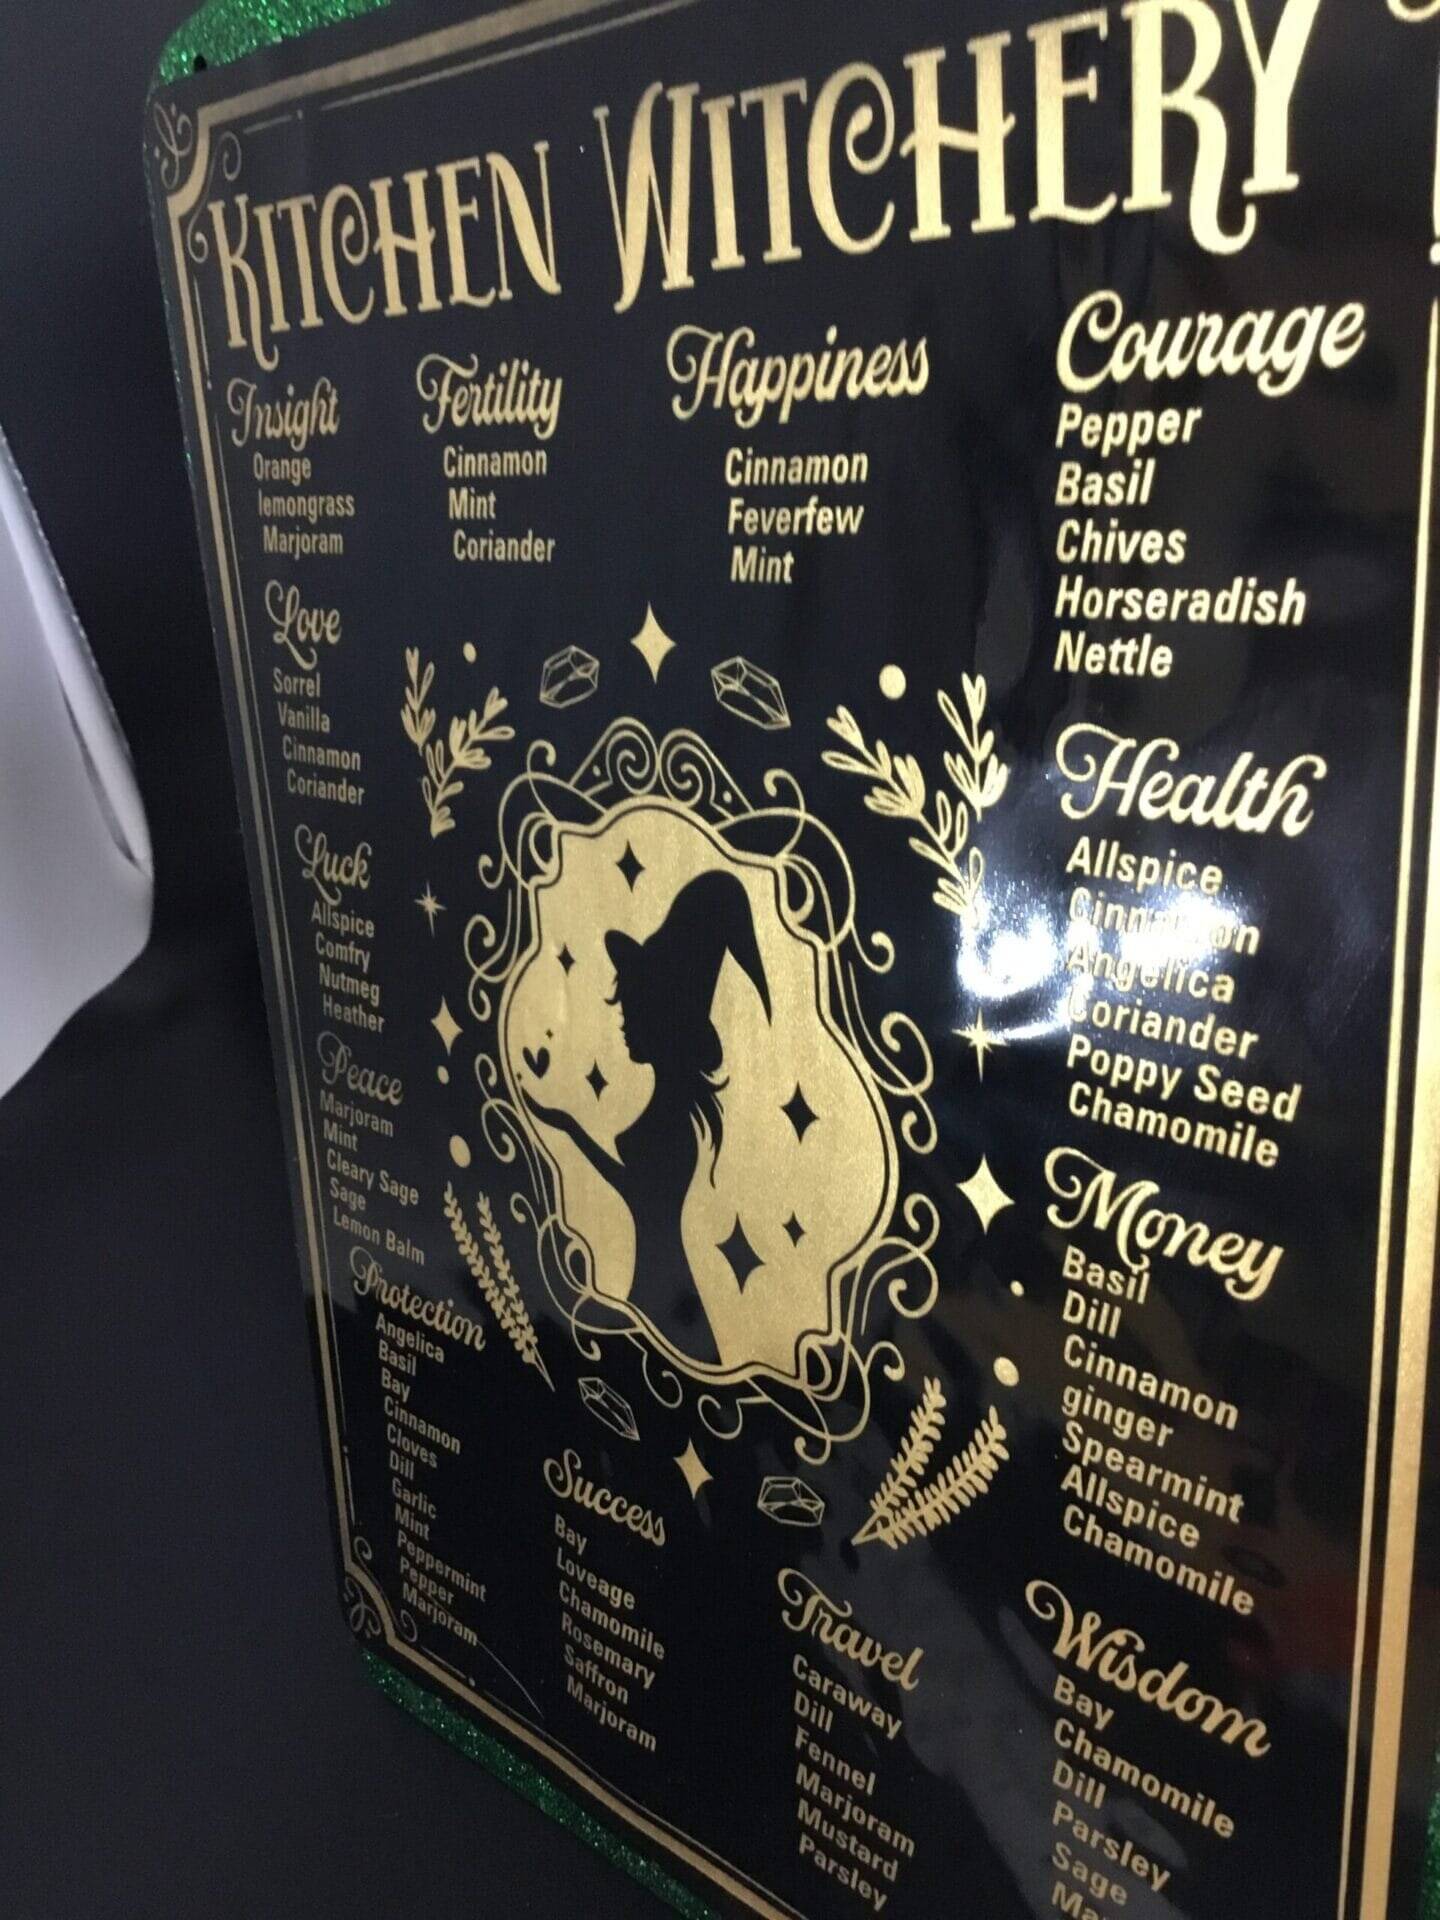 KITCHEN WITCHERY
Insight
Orange
lemongrass
Marjoram
Fertility
Cinnamon
Mint
Coriander
Happiness
Cinnamon
Feverfew
Mint
Courage
Pepper
Basil
Chives
Horseradish
Nettle
Love
Sorrel
Vanilla
Cinnamon
Coriander
Luck
Allspice
Comfry
Nutmeg
Heather
Peace
Marjoram
Mint
Cleary Sage
Sage
Lemon Balm
Protection
Angelica
Basil
Bay
Cinnamon
Cloves
Dill
Garlic
Mint
Peppermint
Pepper
Marjoram
Success
Bay
Loveage
Chamomile
Rosemary
Saffron
Marjoram
Travel
Caraway
Dill
Fennel
Marjoram
Mustard
Parsley
Health
Allspice
Cinnamon
Angelica
Coriander
Poppy Seed
Chamomile
Money
Basil
Dill
Cinnamon
ginger
Spearmint
Allspice
Chamomile
Wisdom
Bay
Chamomile
Dill
Parsley
Sage